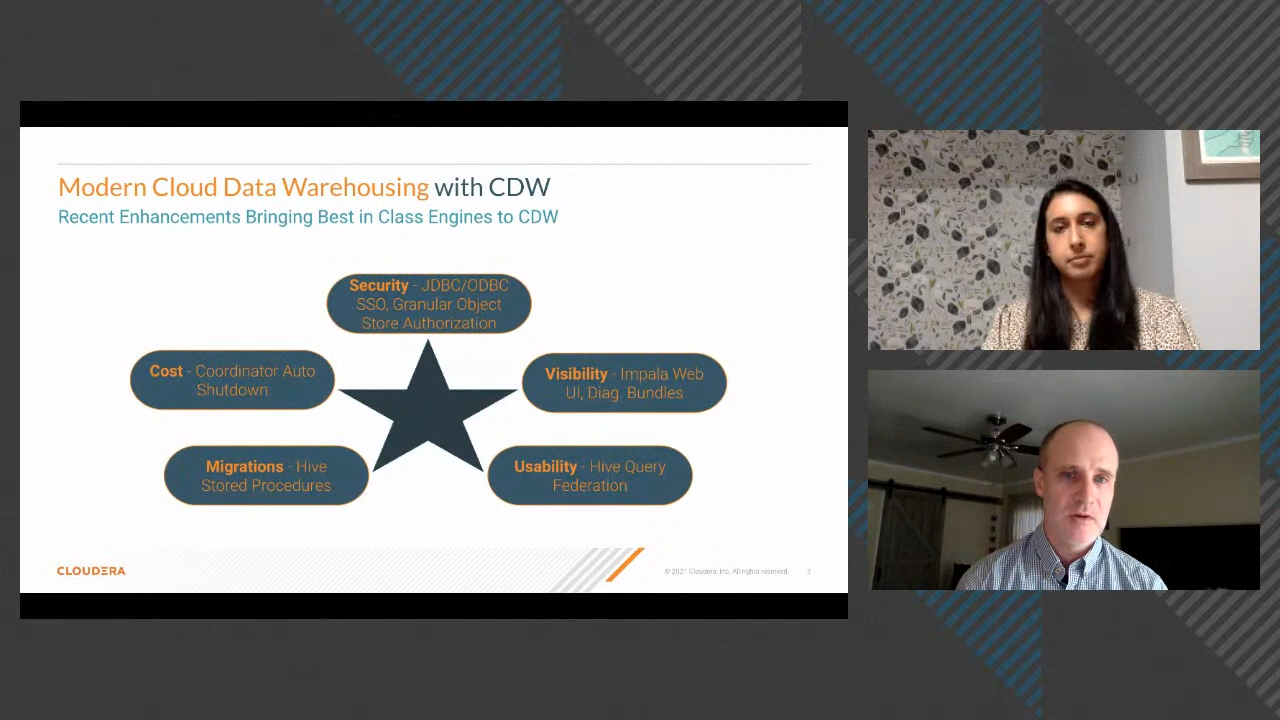 Modern Cloud Data Warehousing with CDW
Recent Enhancements Bringing Best in Class Engines to CDW
Security - JDBC/ODBC
SSO, Granular Object
Store Authorization
Cost - Coordinator Auto
Shutdown
Visibility - Impala Web
UI, Diag. Bundles
Migrations - Hive
Stored Procedures
Usability - Hive Query
Federation
CLOUDERA
© 2021 Cloudera, Inc. All rights reserved. 2